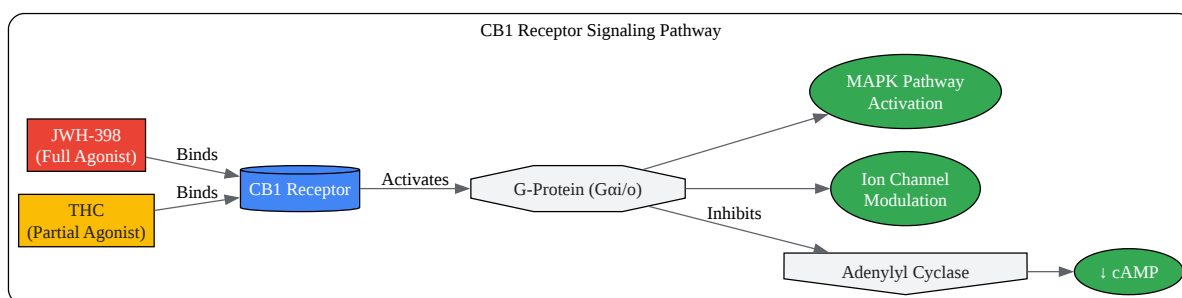 CB1 Receptor Signaling Pathway
JWH-398
(Full Agonist)
THC
(Partial Agonist)
Binds
Binds
CB1 Receptor
Activates
G-Protein (Gαi/o)
MAPK Pathway
Activation
Ion Channel
Modulation
Inhibits
Adenylyl Cyclase
↓ cAMP